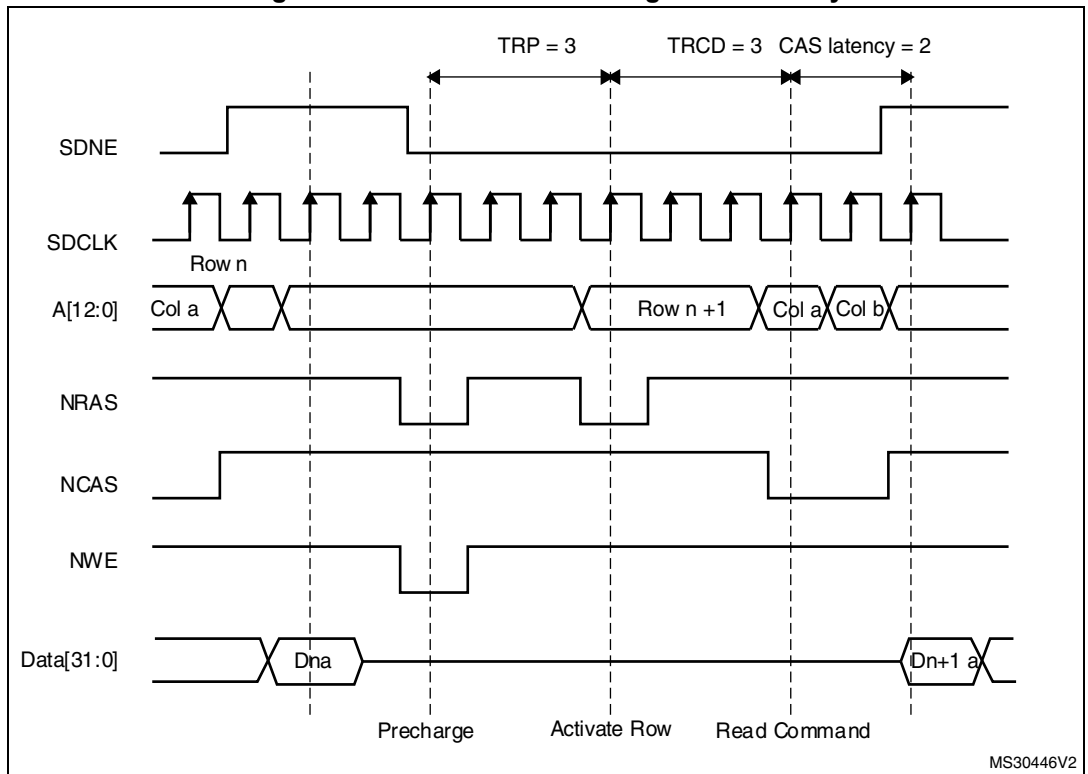 TRP = 3 TRCD = 3 CAS latency = 2
SDNE
SDCLK
Row n
A[12:0] Col a Row n +1 Col a Col b
NRAS
NCAS
NWE
Data[31:0] Dna Dn+1 a
Precharge Activate Row Read Command
MS30446V2